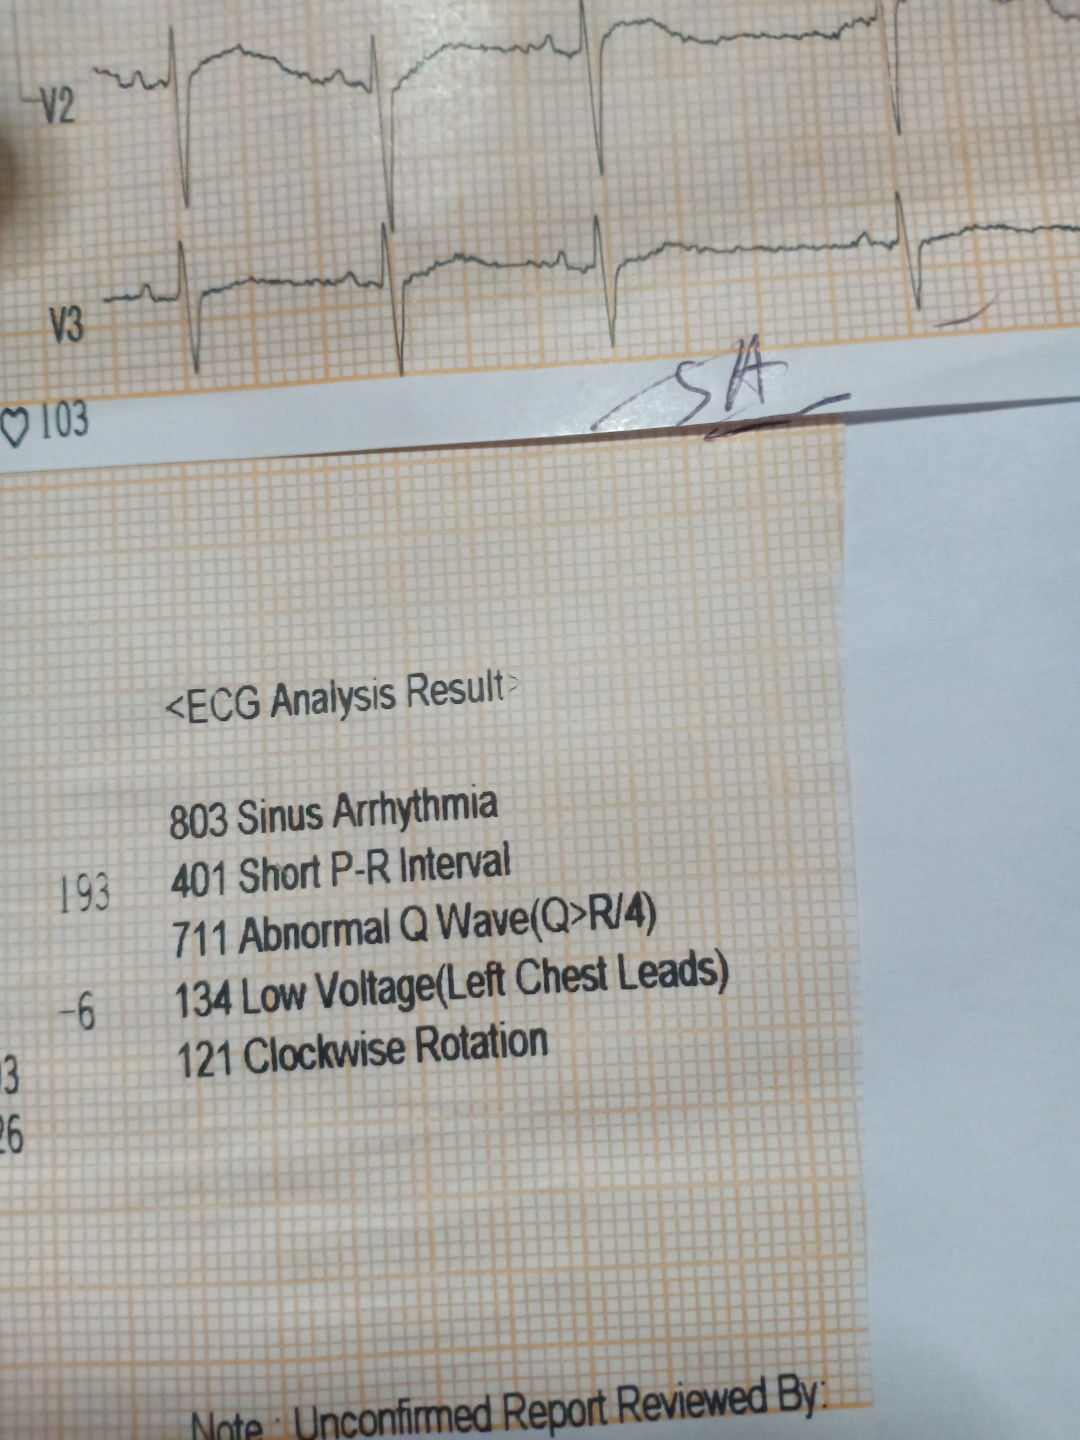 V2
V3
♡103
SA
<ECG Analysis Result>
803 Sinus Arrhythmia
401 Short P-R Interval
193
711 Abnormal Q Wave(Q>R/4)
134 Low Voltage(Left Chest Leads)
-6
121 Clockwise Rotation
3
26
Note : Unconfirmed Report Reviewed By: